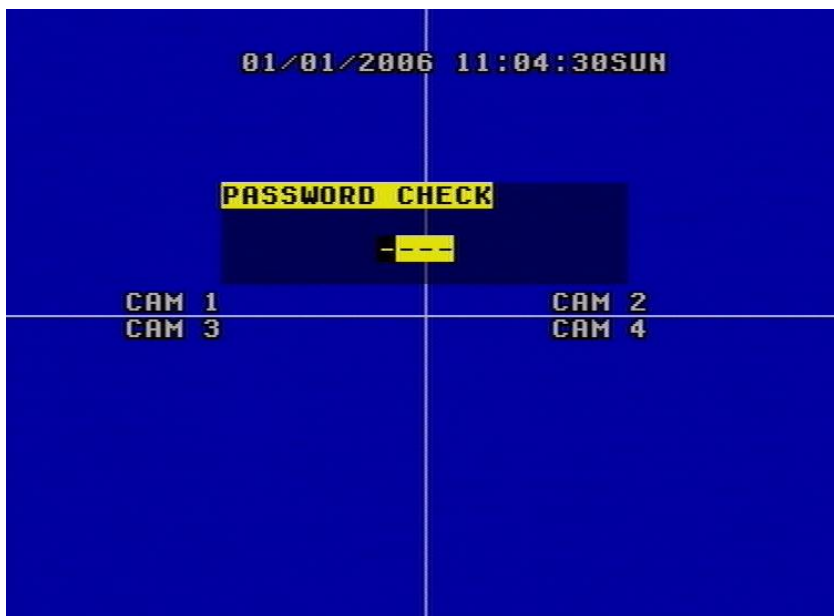 01/01/2006 11:04:30SUN
PASSWORD CHECK
----
CAM 1 CAM 2
CAM 3 CAM 4